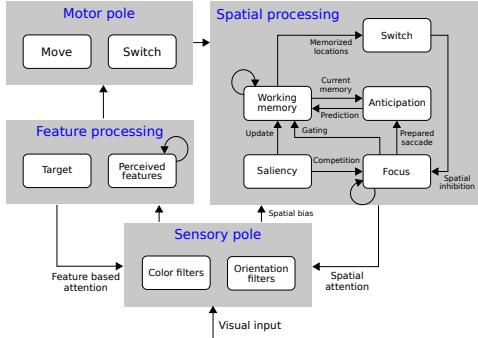 Motor pole
Move
Switch
Spatial processing
Switch
Memorized
locations
Working
memory
Current
memory
Prediction
Anticipation
Update
Gating
Prepared
saccade
Saliency
Competition
Focus
Spatial
inhibition
Feature processing
Target
Perceived
features
Spatial bias
Sensory pole
Color filters
Orientation
filters
Feature based
attention
Spatial
attention
Visual input